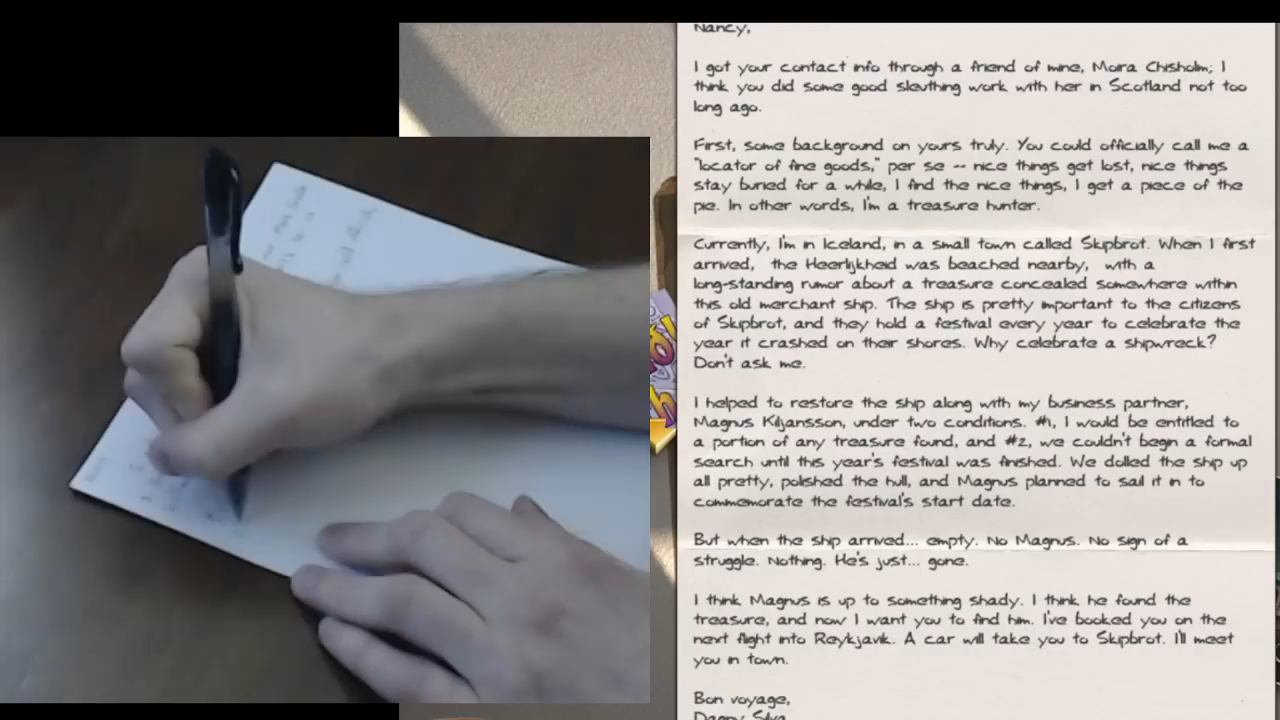 Nancy,
I got your contact info through a friend of mine, Moira Chisholm; I
think you did some good sleuthing work with her in Scotland not too
long ago.
First, some background on yours truly. You could officially call me a
"locator of fine goods," per se -- nice things get lost, nice things
stay buried for a while, I find the nice things, I get a piece of the
pie. In other words, I'm a treasure hunter.
Currently, I'm in Iceland, in a small town called Skipbrot. When I first
arrived, the Heerlijkheid was beached nearby, with a
long-standing rumor about a treasure concealed somewhere within
this old merchant ship. The ship is pretty important to the citizens
of Skipbrot, and they hold a festival every year to celebrate the
year it crashed on their shores. Why celebrate a shipwreck?
Don't ask me.
I helped to restore the ship along with my business partner,
Magnus Kiljansson, under two conditions. #1, I would be entitled to
a portion of any treasure found, and #2, we couldn't begin a formal
search until this year's festival was finished. We dolled the ship up
all pretty, polished the hull, and Magnus planned to sail it in to
commemorate the festival's start date.
But when the ship arrived... empty. No Magnus. No sign of a
struggle. Nothing. He's just... gone.
I think Magnus is up to something shady. I think he found the
treasure, and now I want you to find him. I've booked you on the
next flight into Reykjavik. A car will take you to Skipbrot. I'll meet
you in town.
Bon voyage,
Dagny Silva